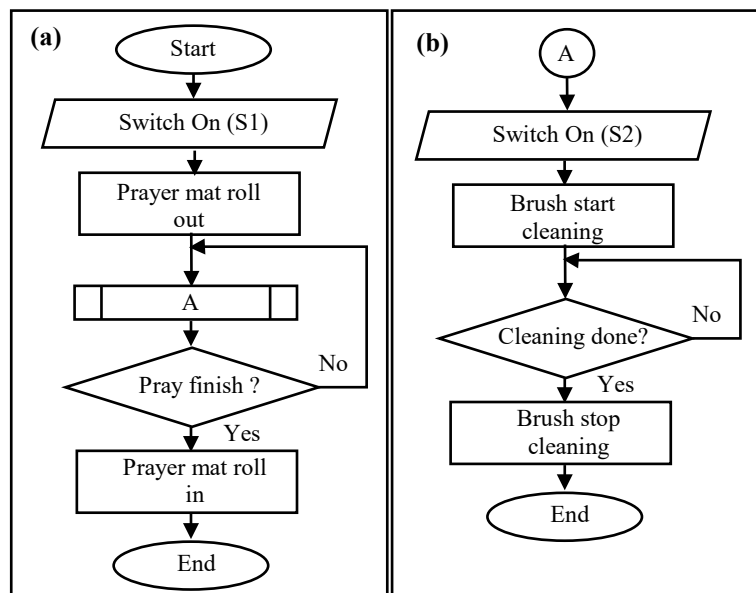 (a)
Start
Switch On (S1)
Prayer mat roll
out
A
No
Pray finish ?
Yes
Prayer mat roll
in
End
(b)
A
Switch On (S2)
Brush start
cleaning
No
Cleaning done?
Yes
Brush stop
cleaning
End